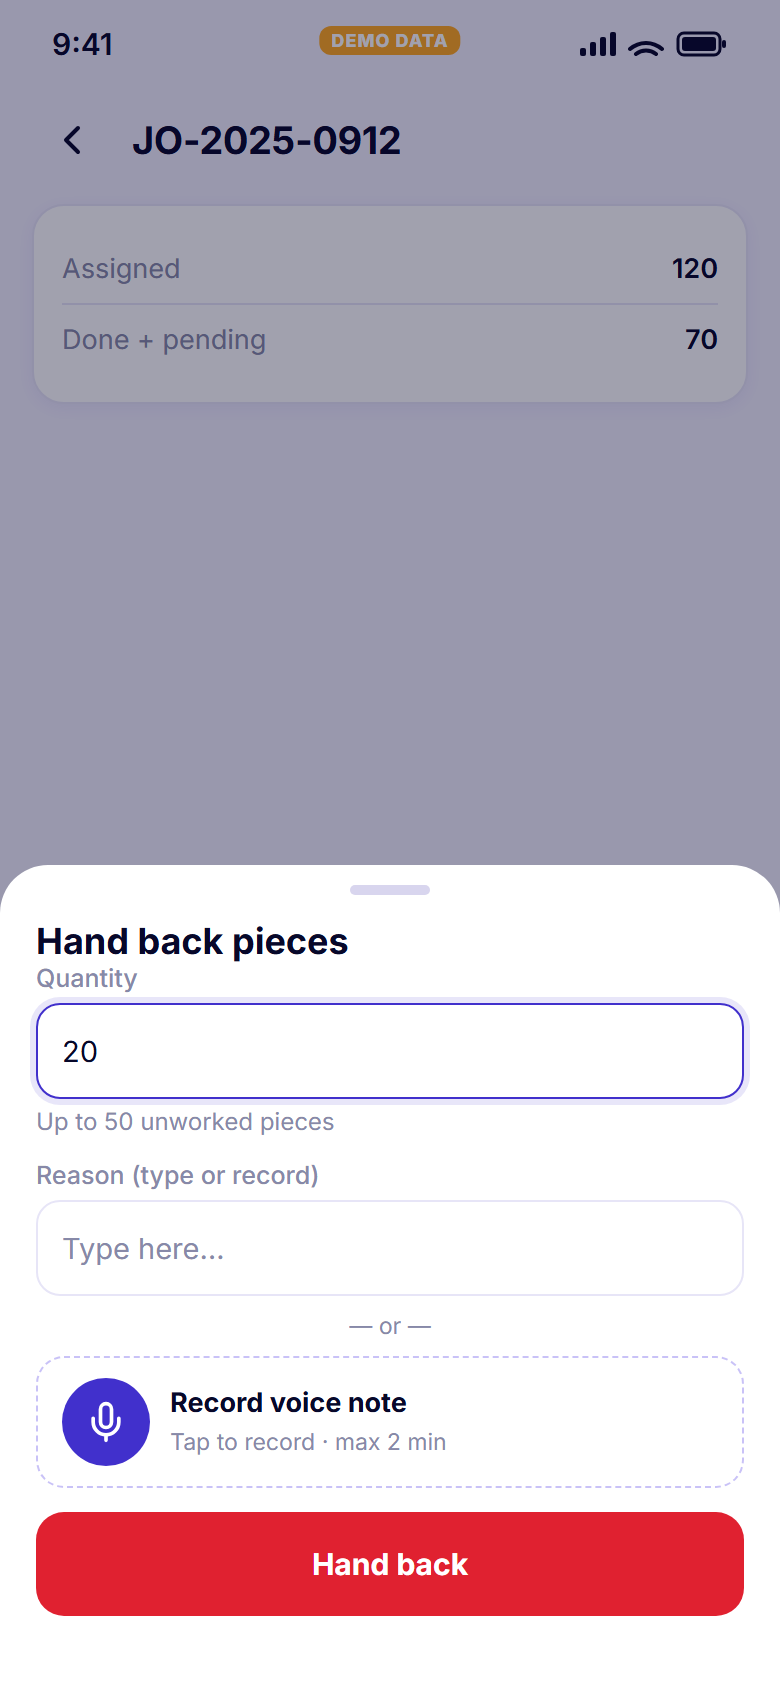 9:41
DEMO DATA
JO-2025-0912
Assigned 120
Done + pending 70
Hand back pieces
Quantity
20
Up to 50 unworked pieces
Reason (type or record)
Type here...
— or —
Record voice note
Tap to record · max 2 min
Hand back